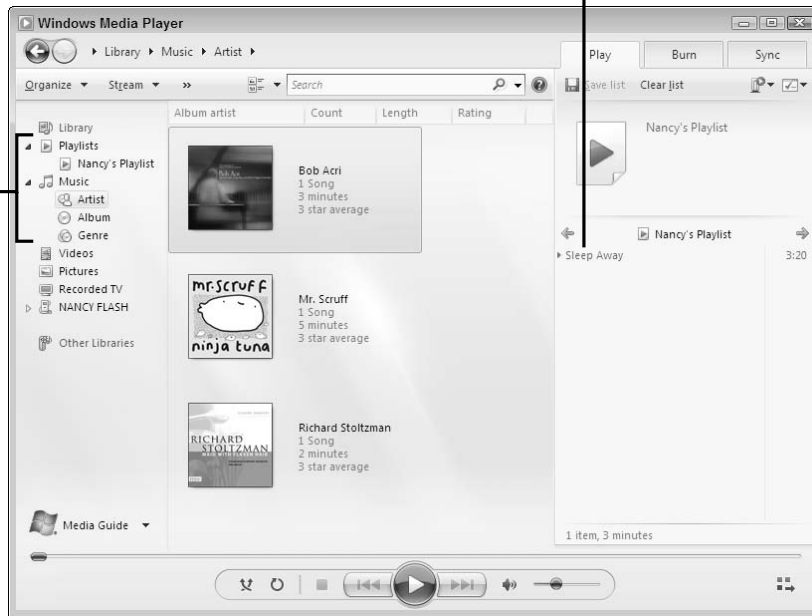 Windows Media Player
Library Music Artist
Play Burn Sync
Organize Stream » Search Save list Clear list
Album artist Count Length Rating
Library
Playlists
Nancy's Playlist
Music
Artist
Album
Genre
Videos
Pictures
Recorded TV
NANCY FLASH
Other Libraries
Media Guide
Bob Acri
Bob Acri
1 Song
3 minutes
3 star average
mr. scruff
ninja tuna
Mr. Scruff
1 Song
5 minutes
3 star average
RICHARD
STOLTZMAN
Richard Stoltzman
1 Song
2 minutes
3 star average
Nancy's Playlist
Nancy's Playlist
Sleep Away 3:20
1 item, 3 minutes